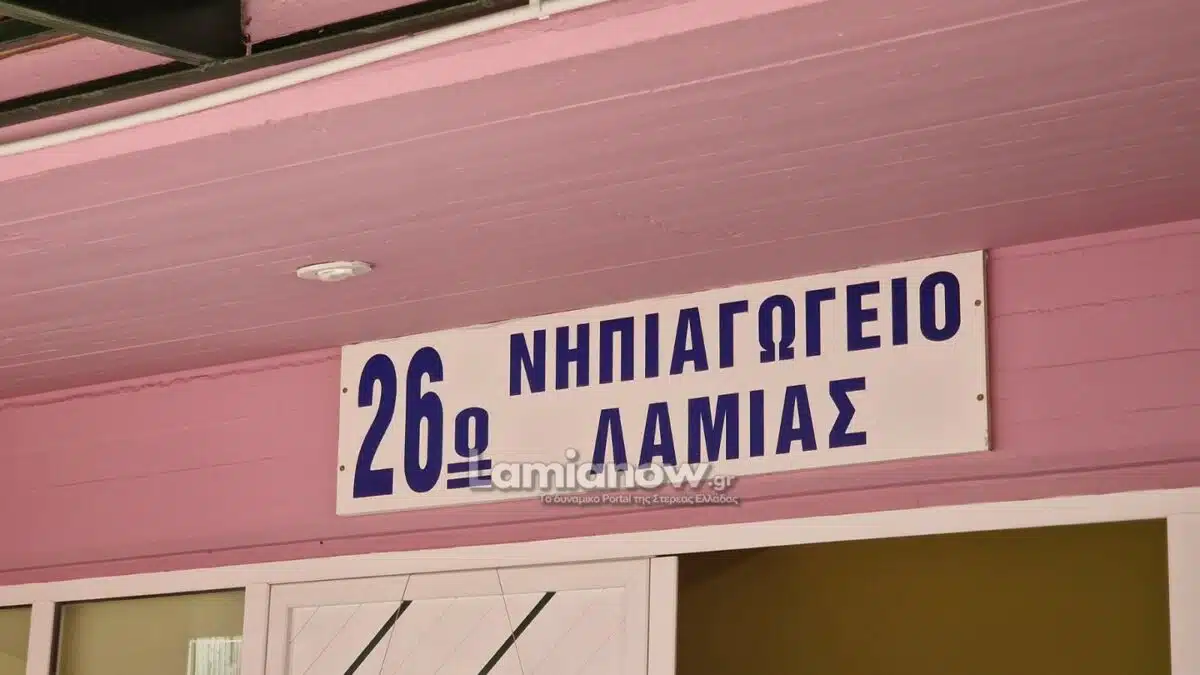 26ο ΝΗΠΙΑΓΩΓΕΙΟ
ΛΑΜΙΑΣ
Lamianow.gr
Το δυναμικό Portal της Στερεάς Ελλάδας